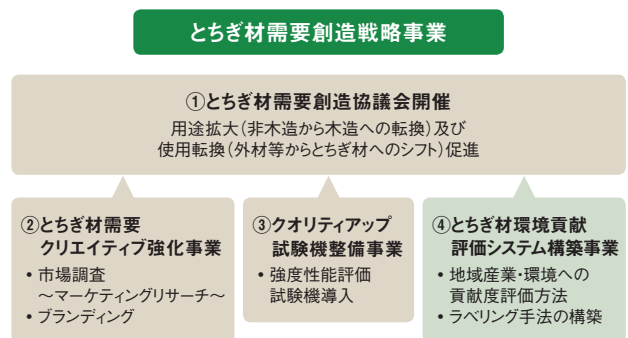 とちぎ材需要創造戦略事業
①とちぎ材需要創造協議会開催
用途拡大（非木造から木造への転換）及び
使用転換（外材等からとちぎ材へのシフト）促進
②とちぎ材需要
クリエイティブ強化事業
• 市場調査
～マーケティングリサーチ～
• ブランディング
③クオリティアップ
試験機整備事業
• 強度性能評価
試験機導入
④とちぎ材環境貢献
評価システム構築事業
• 地域産業・環境への
貢献度評価方法
• ラベリング手法の構築